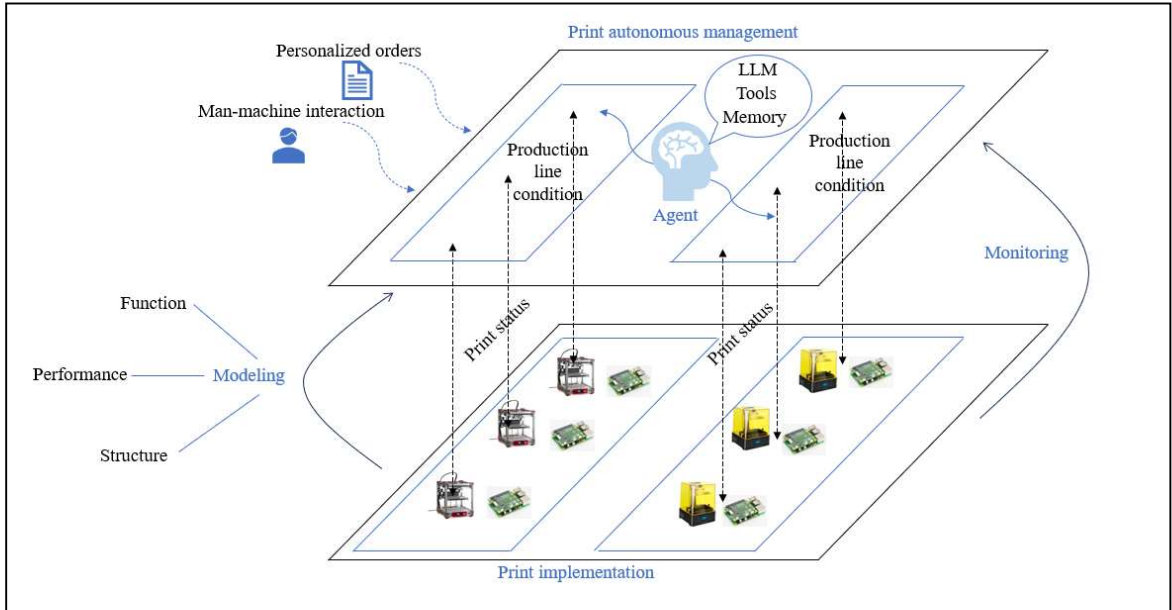 Print autonomous management
Personalized orders
Man-machine interaction
LLM
Tools
Memory
Production
line
condition
Production
line
condition
Agent
Monitoring
Function
Performance
Modeling
Structure
Print status
Print status
Print implementation